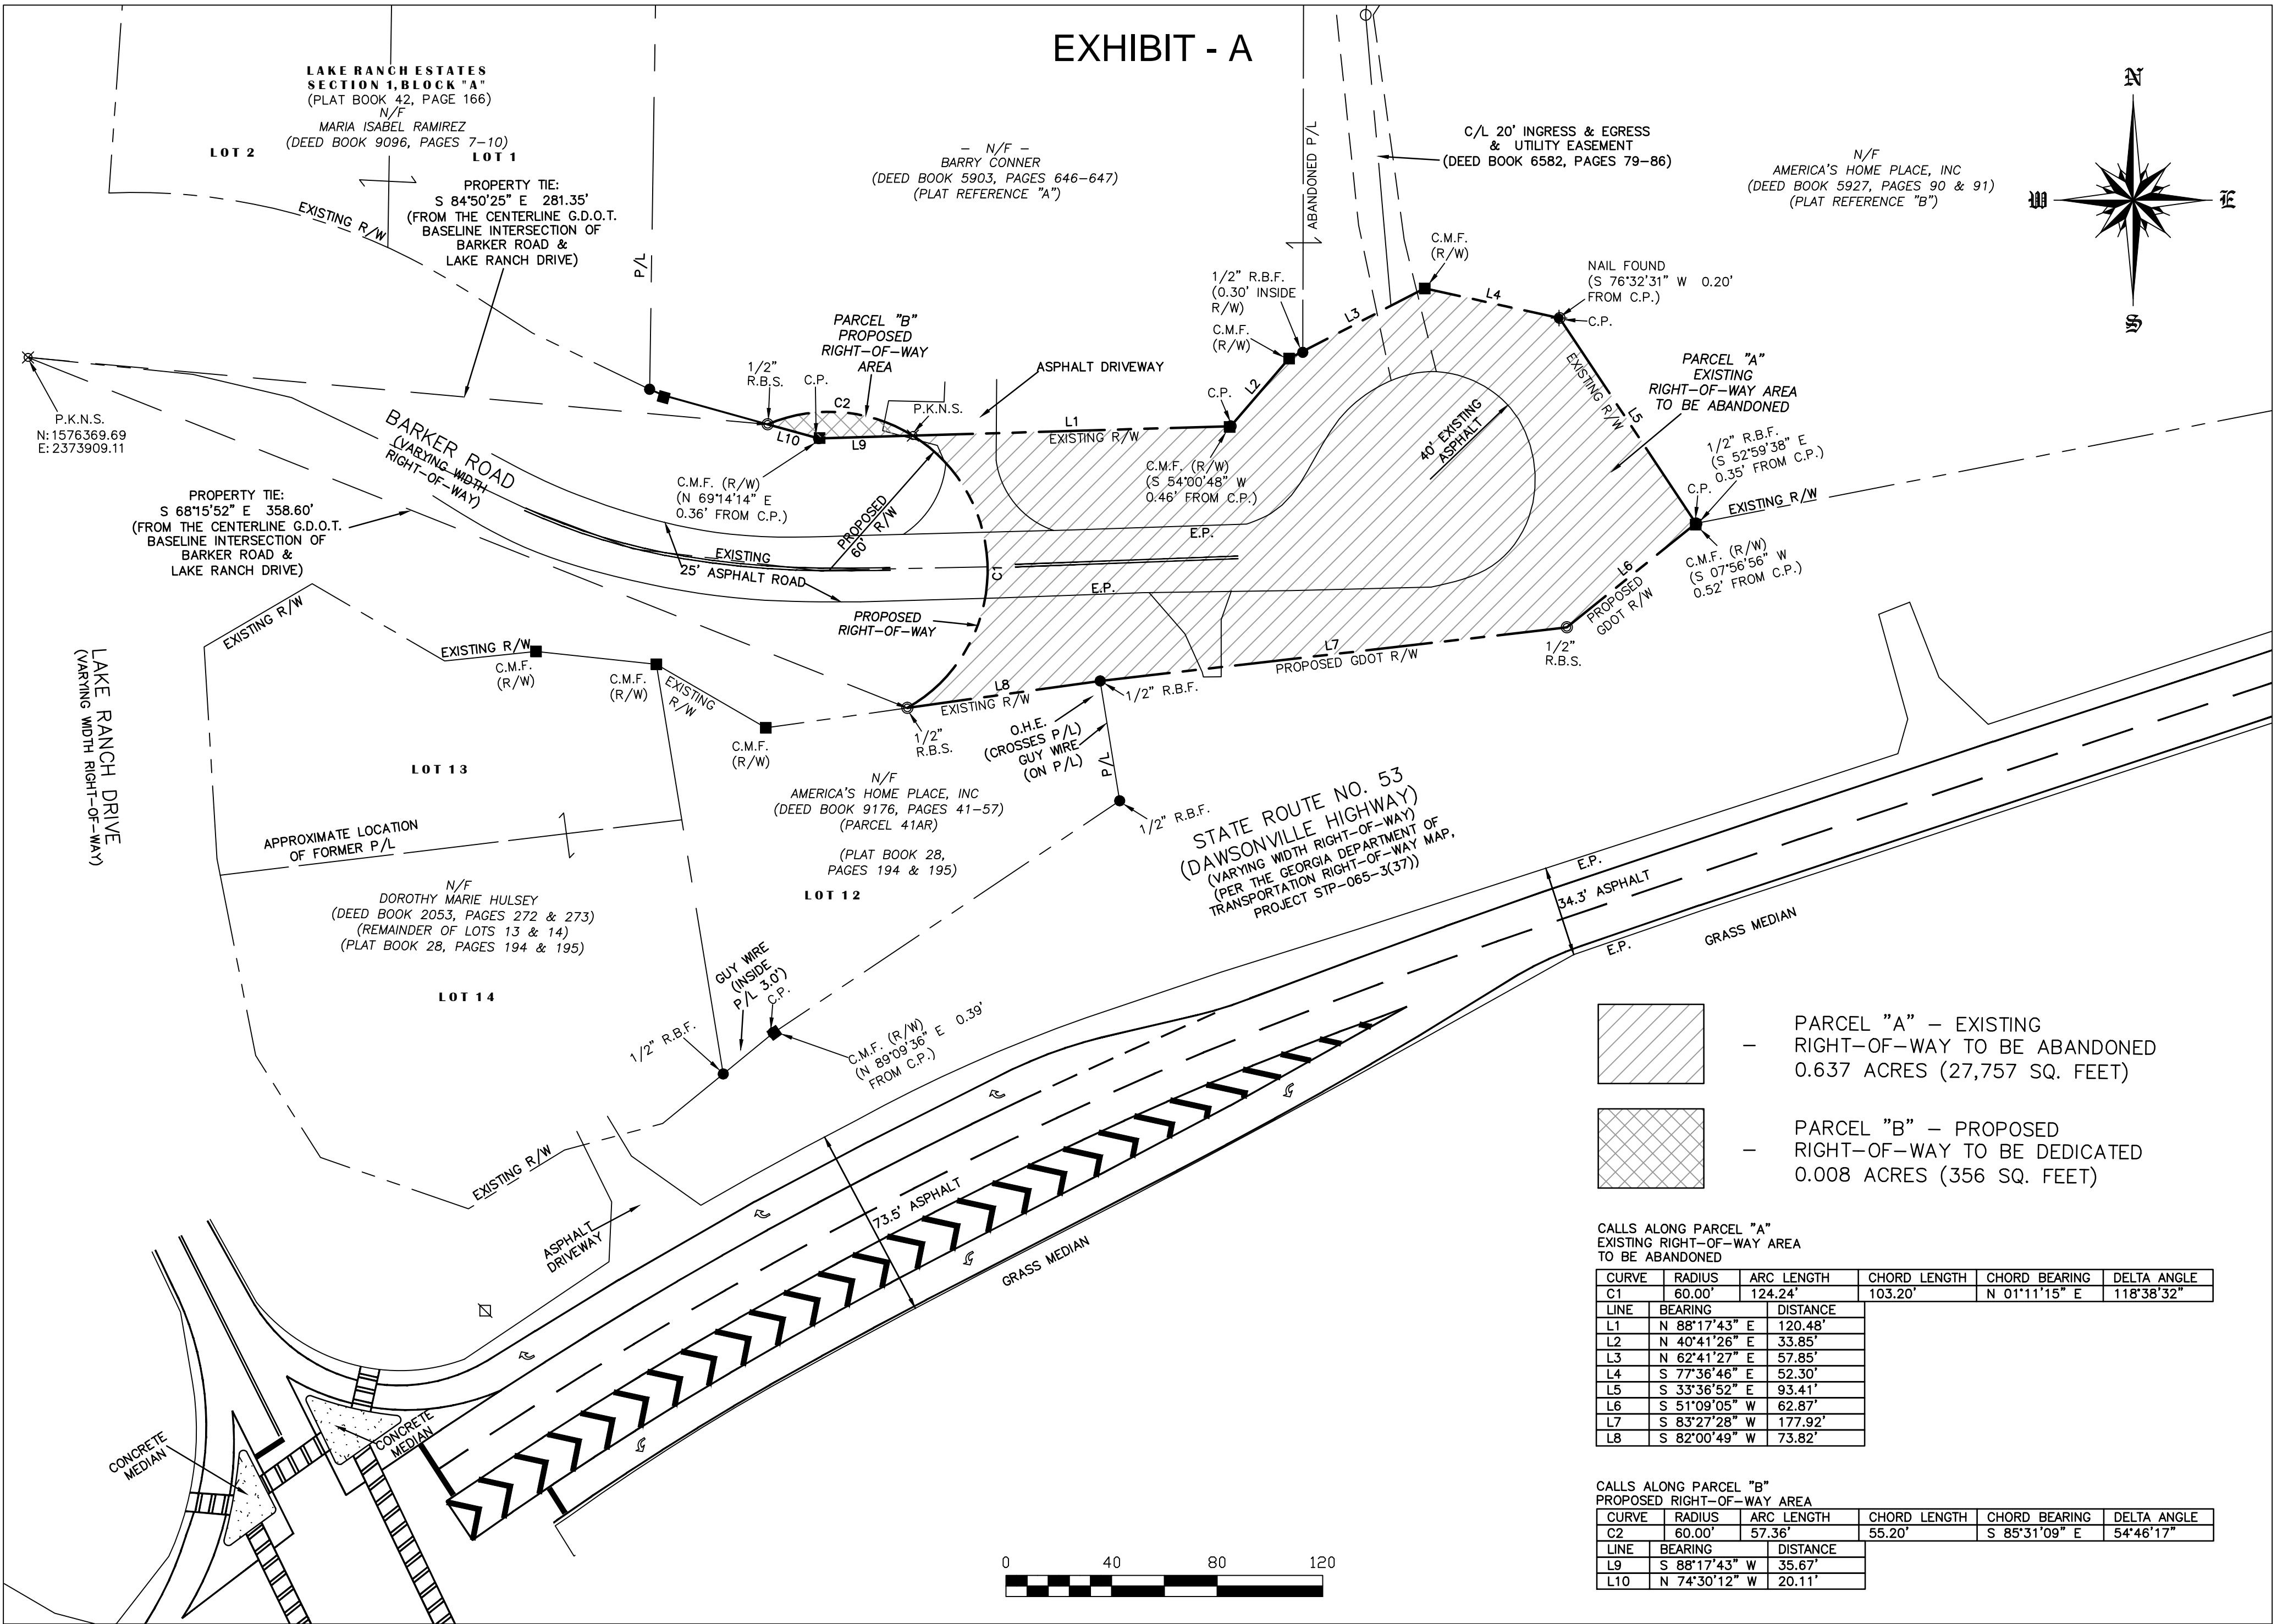 EXHIBIT - A
LAKE RANCH ESTATES
SECTION 1, BLOCK "A"
(PLAT BOOK 42, PAGE 166)
N/F
MARIA ISABEL RAMIREZ
(DEED BOOK 9096, PAGES 7-10)
LOT 2
LOT 1
PROPERTY TIE:
S 84°50'25" E 281.35'
(FROM THE CENTERLINE G.D.O.T.
BASELINE INTERSECTION OF
BARKER ROAD &
LAKE RANCH DRIVE)
EXISTING R/W
P/L
- N/F -
BARRY CONNER
(DEED BOOK 5903, PAGES 646-647)
(PLAT REFERENCE "A")
ABANDONED P/L
C/L 20' INGRESS & EGRESS
& UTILITY EASEMENT
(DEED BOOK 6582, PAGES 79-86)
N/F
AMERICA'S HOME PLACE, INC
(DEED BOOK 5927, PAGES 90 & 91)
(PLAT REFERENCE "B")
N
W
E
S
C.M.F.
(R/W)
NAIL FOUND
(S 76°32'31" W 0.20'
FROM C.P.)
C.P.
1/2" R.B.F.
(0.30' INSIDE
R/W)
C.M.F.
(R/W)
L3
L4
L2
PARCEL "B"
PROPOSED
RIGHT-OF-WAY
AREA
ASPHALT DRIVEWAY
1/2"
R.B.S.
C.P.
C2
P.K.N.S.
C.P.
L1
EXISTING R/W
L10
L9
EXISTING R/W
L5
PARCEL "A"
EXISTING
RIGHT-OF-WAY AREA
TO BE ABANDONED
40' EXISTING
ASPHALT
1/2" R.B.F.
(S 52°59'38" E
0.35' FROM C.P.)
C.P.
EXISTING R/W
P.K.N.S.
N: 1576369.69
E: 2373909.11
BARKER ROAD
(VARYING WIDTH
RIGHT-OF-WAY)
C.M.F. (R/W)
(N 69°14'14" E
0.36' FROM C.P.)
C.M.F. (R/W)
(S 54°00'48" W
0.46' FROM C.P.)
PROPOSED
60' R/W
PROPERTY TIE:
S 68°15'52" E 358.60'
(FROM THE CENTERLINE G.D.O.T.
BASELINE INTERSECTION OF
BARKER ROAD &
LAKE RANCH DRIVE)
EXISTING
25' ASPHALT ROAD
E.P.
C1
E.P.
C.M.F. (R/W)
(S 07°56'56" W
0.52' FROM C.P.)
L6
PROPOSED
GDOT R/W
PROPOSED
RIGHT-OF-WAY
L7
PROPOSED GDOT R/W
1/2"
R.B.S.
EXISTING R/W
EXISTING R/W
C.M.F.
(R/W)
C.M.F.
(R/W)
EXISTING
R/W
C.M.F.
(R/W)
L8
EXISTING R/W
1/2"
R.B.S.
1/2" R.B.F.
O.H.E.
(CROSSES P/L)
GUY WIRE
(ON P/L)
P/L
1/2" R.B.F.
LAKE RANCH DRIVE
(VARYING WIDTH RIGHT-OF-WAY)
LOT 13
N/F
AMERICA'S HOME PLACE, INC
(DEED BOOK 9176, PAGES 41-57)
(PARCEL 41AR)
(PLAT BOOK 28,
PAGES 194 & 195)
LOT 12
APPROXIMATE LOCATION
OF FORMER P/L
N/F
DOROTHY MARIE HULSEY
(DEED BOOK 2053, PAGES 272 & 273)
(REMAINDER OF LOTS 13 & 14)
(PLAT BOOK 28, PAGES 194 & 195)
LOT 14
STATE ROUTE NO. 53
(DAWSONVILLE HIGHWAY)
(VARYING WIDTH RIGHT-OF-WAY)
(PER THE GEORGIA DEPARTMENT OF
TRANSPORTATION RIGHT-OF-WAY MAP,
PROJECT STP-065-3(37))
E.P.
34.3' ASPHALT
E.P.
GRASS MEDIAN
GUY WIRE
(INSIDE
P/L 3.0')
C.P.
1/2" R.B.F.
C.M.F. (R/W)
(N 89°09'36" E 0.39'
FROM C.P.)
EXISTING R/W
ASPHALT
DRIVEWAY
73.5' ASPHALT
GRASS MEDIAN
CONCRETE
MEDIAN
CONCRETE
MEDIAN
0 40 80 120
- PARCEL "A" - EXISTING
RIGHT-OF-WAY TO BE ABANDONED
0.637 ACRES (27,757 SQ. FEET)
- PARCEL "B" - PROPOSED
RIGHT-OF-WAY TO BE DEDICATED
0.008 ACRES (356 SQ. FEET)
CALLS ALONG PARCEL "A"
EXISTING RIGHT-OF-WAY AREA
TO BE ABANDONED
CURVE RADIUS ARC LENGTH CHORD LENGTH CHORD BEARING DELTA ANGLE
C1 60.00' 124.24' 103.20' N 01°11'15" E 118°38'32"
LINE BEARING DISTANCE
L1 N 88°17'43" E 120.48'
L2 N 40°41'26" E 33.85'
L3 N 62°41'27" E 57.85'
L4 S 77°36'46" E 52.30'
L5 S 33°36'52" E 93.41'
L6 S 51°09'05" W 62.87'
L7 S 83°27'28" W 177.92'
L8 S 82°00'49" W 73.82'
CALLS ALONG PARCEL "B"
PROPOSED RIGHT-OF-WAY AREA
CURVE RADIUS ARC LENGTH CHORD LENGTH CHORD BEARING DELTA ANGLE
C2 60.00' 57.36' 55.20' S 85°31'09" E 54°46'17"
LINE BEARING DISTANCE
L9 S 88°17'43" W 35.67'
L10 N 74°30'12" W 20.11'